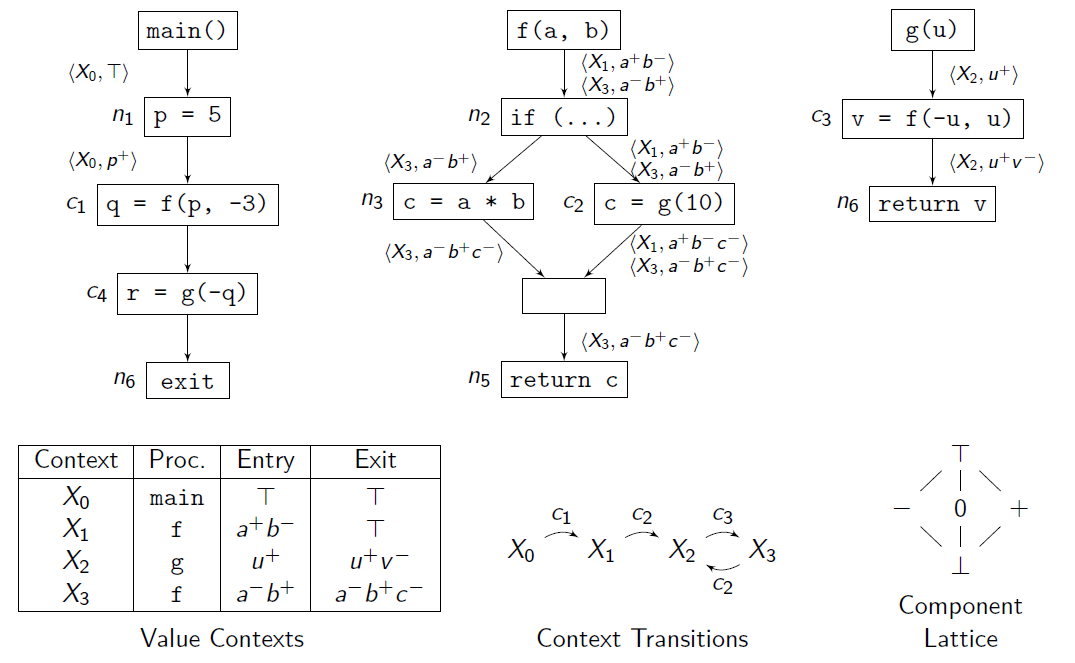 main()
⟨X₀, ⊤⟩
n₁ p = 5
⟨X₀, p⁺⟩
c₁ q = f(p, -3)
c₄ r = g(-q)
n₆ exit
f(a, b)
⟨X₁, a⁺b⁻⟩
⟨X₃, a⁻b⁺⟩
n₂ if (...)
⟨X₃, a⁻b⁺⟩
⟨X₁, a⁺b⁻⟩
⟨X₃, a⁻b⁺⟩
n₃ c = a * b
c₂ c = g(10)
⟨X₃, a⁻b⁺c⁻⟩
⟨X₁, a⁺b⁻c⁻⟩
⟨X₃, a⁻b⁺c⁻⟩
⟨X₃, a⁻b⁺c⁻⟩
n₅ return c
g(u)
⟨X₂, u⁺⟩
c₃ v = f(-u, u)
⟨X₂, u⁺v⁻⟩
n₆ return v
Context Proc. Entry Exit
X₀ main ⊤ ⊤
X₁ f a⁺b⁻ ⊤
X₂ g u⁺ u⁺v⁻
X₃ f a⁻b⁺ a⁻b⁺c⁻
Value Contexts
c₁ c₂ c₃
X₀ X₁ X₂ X₃
c₂
Context Transitions
⊤
− 0 +
⊥
Component
Lattice